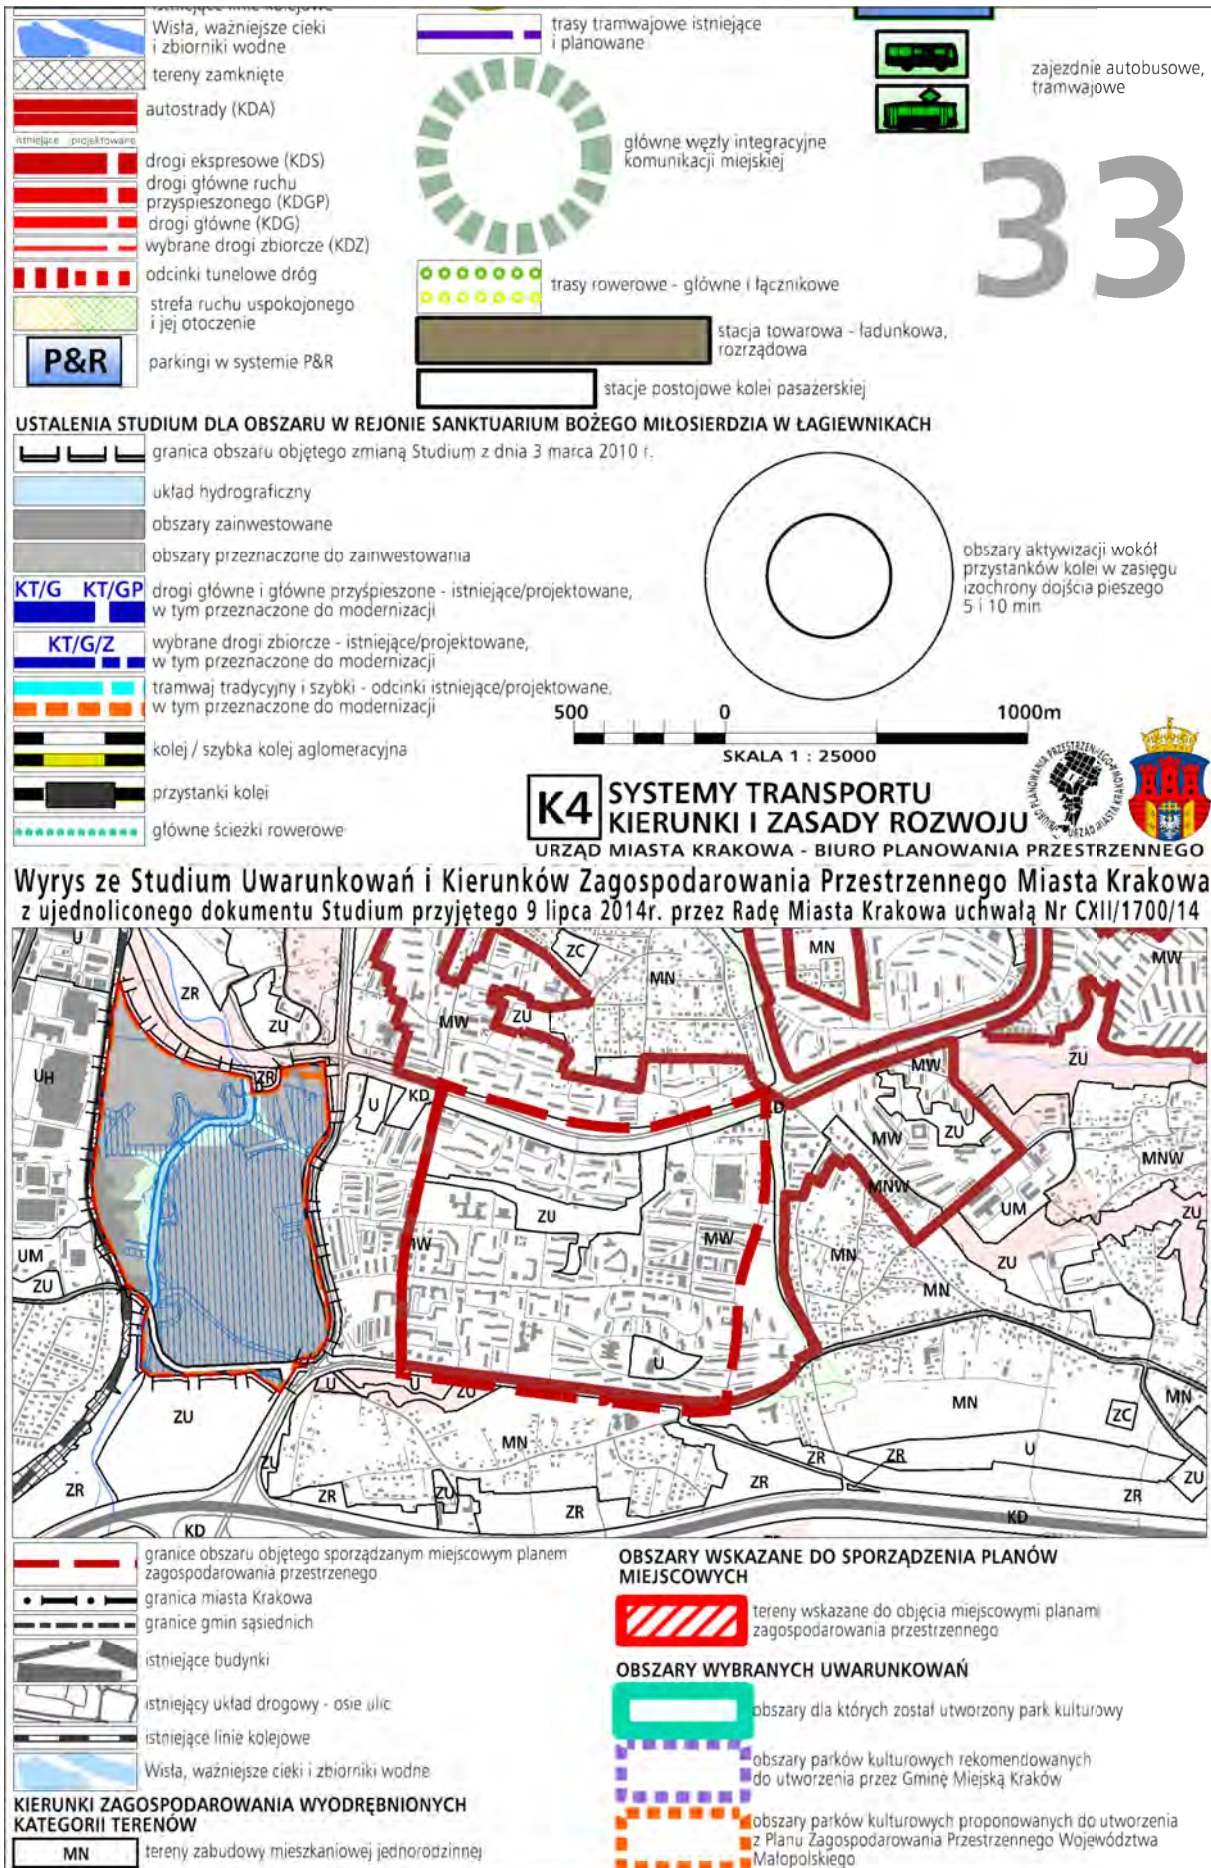 Wisła, ważniejsze cieki
i zbiorniki wodne
tereny zamknięte
autostrady (KDA)
istniejące projektowane
drogi ekspresowe (KDS)
drogi główne ruchu
przyspieszonego (KDGP)
drogi główne (KDG)
wybrane drogi zbiorcze (KDZ)
odcinki tunelowe dróg
strefa ruchu uspokojonego
i jej otoczenie
P&R
parkingi w systemie P&R
trasy tramwajowe istniejące
i planowane
główne węzły integracyjne
komunikacji miejskiej
trasy rowerowe - główne i łącznikowe
stacja towarowa - ładunkowa,
rozrządowa
stacje postojowe kolei pasażerskiej
zajezdnie autobusowe,
tramwajowe
33
USTALENIA STUDIUM DLA OBSZARU W REJONIE SANKTUARIUM BOŻEGO MIŁOSIERDZIA W ŁAGIEWNIKACH
granica obszaru objętego zmianą Studium z dnia 3 marca 2010 r.
układ hydrograficzny
obszary zainwestowane
obszary przeznaczone do zainwestowania
KT/G KT/GP
drogi główne i główne przyśpieszone - istniejące/projektowane,
w tym przeznaczone do modernizacji
KT/G/Z
wybrane drogi zbiorcze - istniejące/projektowane,
w tym przeznaczone do modernizacji
tramwaj tradycyjny i szybki - odcinki istniejące/projektowane,
w tym przeznaczone do modernizacji
kolej / szybka kolej aglomeracyjna
przystanki kolei
główne ścieżki rowerowe
obszary aktywizacji wokół
przystanków kolei w zasięgu
izochrony dojścia pieszego
5 i 10 min
500 0 1000m
SKALA 1 : 25000
K4
SYSTEMY TRANSPORTU
KIERUNKI I ZASADY ROZWOJU
URZĄD MIASTA KRAKOWA - BIURO PLANOWANIA PRZESTRZENNEGO
Wyrys ze Studium Uwarunkowań i Kierunków Zagospodarowania Przestrzennego Miasta Krakowa
z ujednoliconego dokumentu Studium przyjętego 9 lipca 2014r. przez Radę Miasta Krakowa uchwałą Nr CXII/1700/14
U
ZR
ZU
UH
ZR
UM
ZU
ZU
ZR
KD
U
KD
MW
ZU
ZC
MN
MN
MW
ZU
MW
MW
ZU
MNW
MNW
UM
ZU
ZU
MN
MN
ZU
MW
MW
U
U
U
ZU
MN
ZU
ZU
ZR
ZR
ZR
ZR
MN
U
ZC
MN
ZU
ZR
KD
granice obszaru objętego sporządzanym miejscowym planem
zagospodarowania przestrzenego
granica miasta Krakowa
granice gmin sąsiednich
istniejące budynki
istniejący układ drogowy - osie ulic
istniejące linie kolejowe
Wisła, ważniejsze cieki i zbiorniki wodne
KIERUNKI ZAGOSPODAROWANIA WYODRĘBNIONYCH
KATEGORII TERENÓW
MN
tereny zabudowy mieszkaniowej jednorodzinnej
OBSZARY WSKAZANE DO SPORZĄDZENIA PLANÓW
MIEJSCOWYCH
tereny wskazane do objęcia miejscowymi planami
zagospodarowania przestrzennego
OBSZARY WYBRANYCH UWARUNKOWAŃ
obszary dla których został utworzony park kulturowy
obszary parków kulturowych rekomendowanych
do utworzenia przez Gminę Miejską Kraków
obszary parków kulturowych proponowanych do utworzenia
z Planu Zagospodarowania Przestrzennego Województwa
Małopolskiego